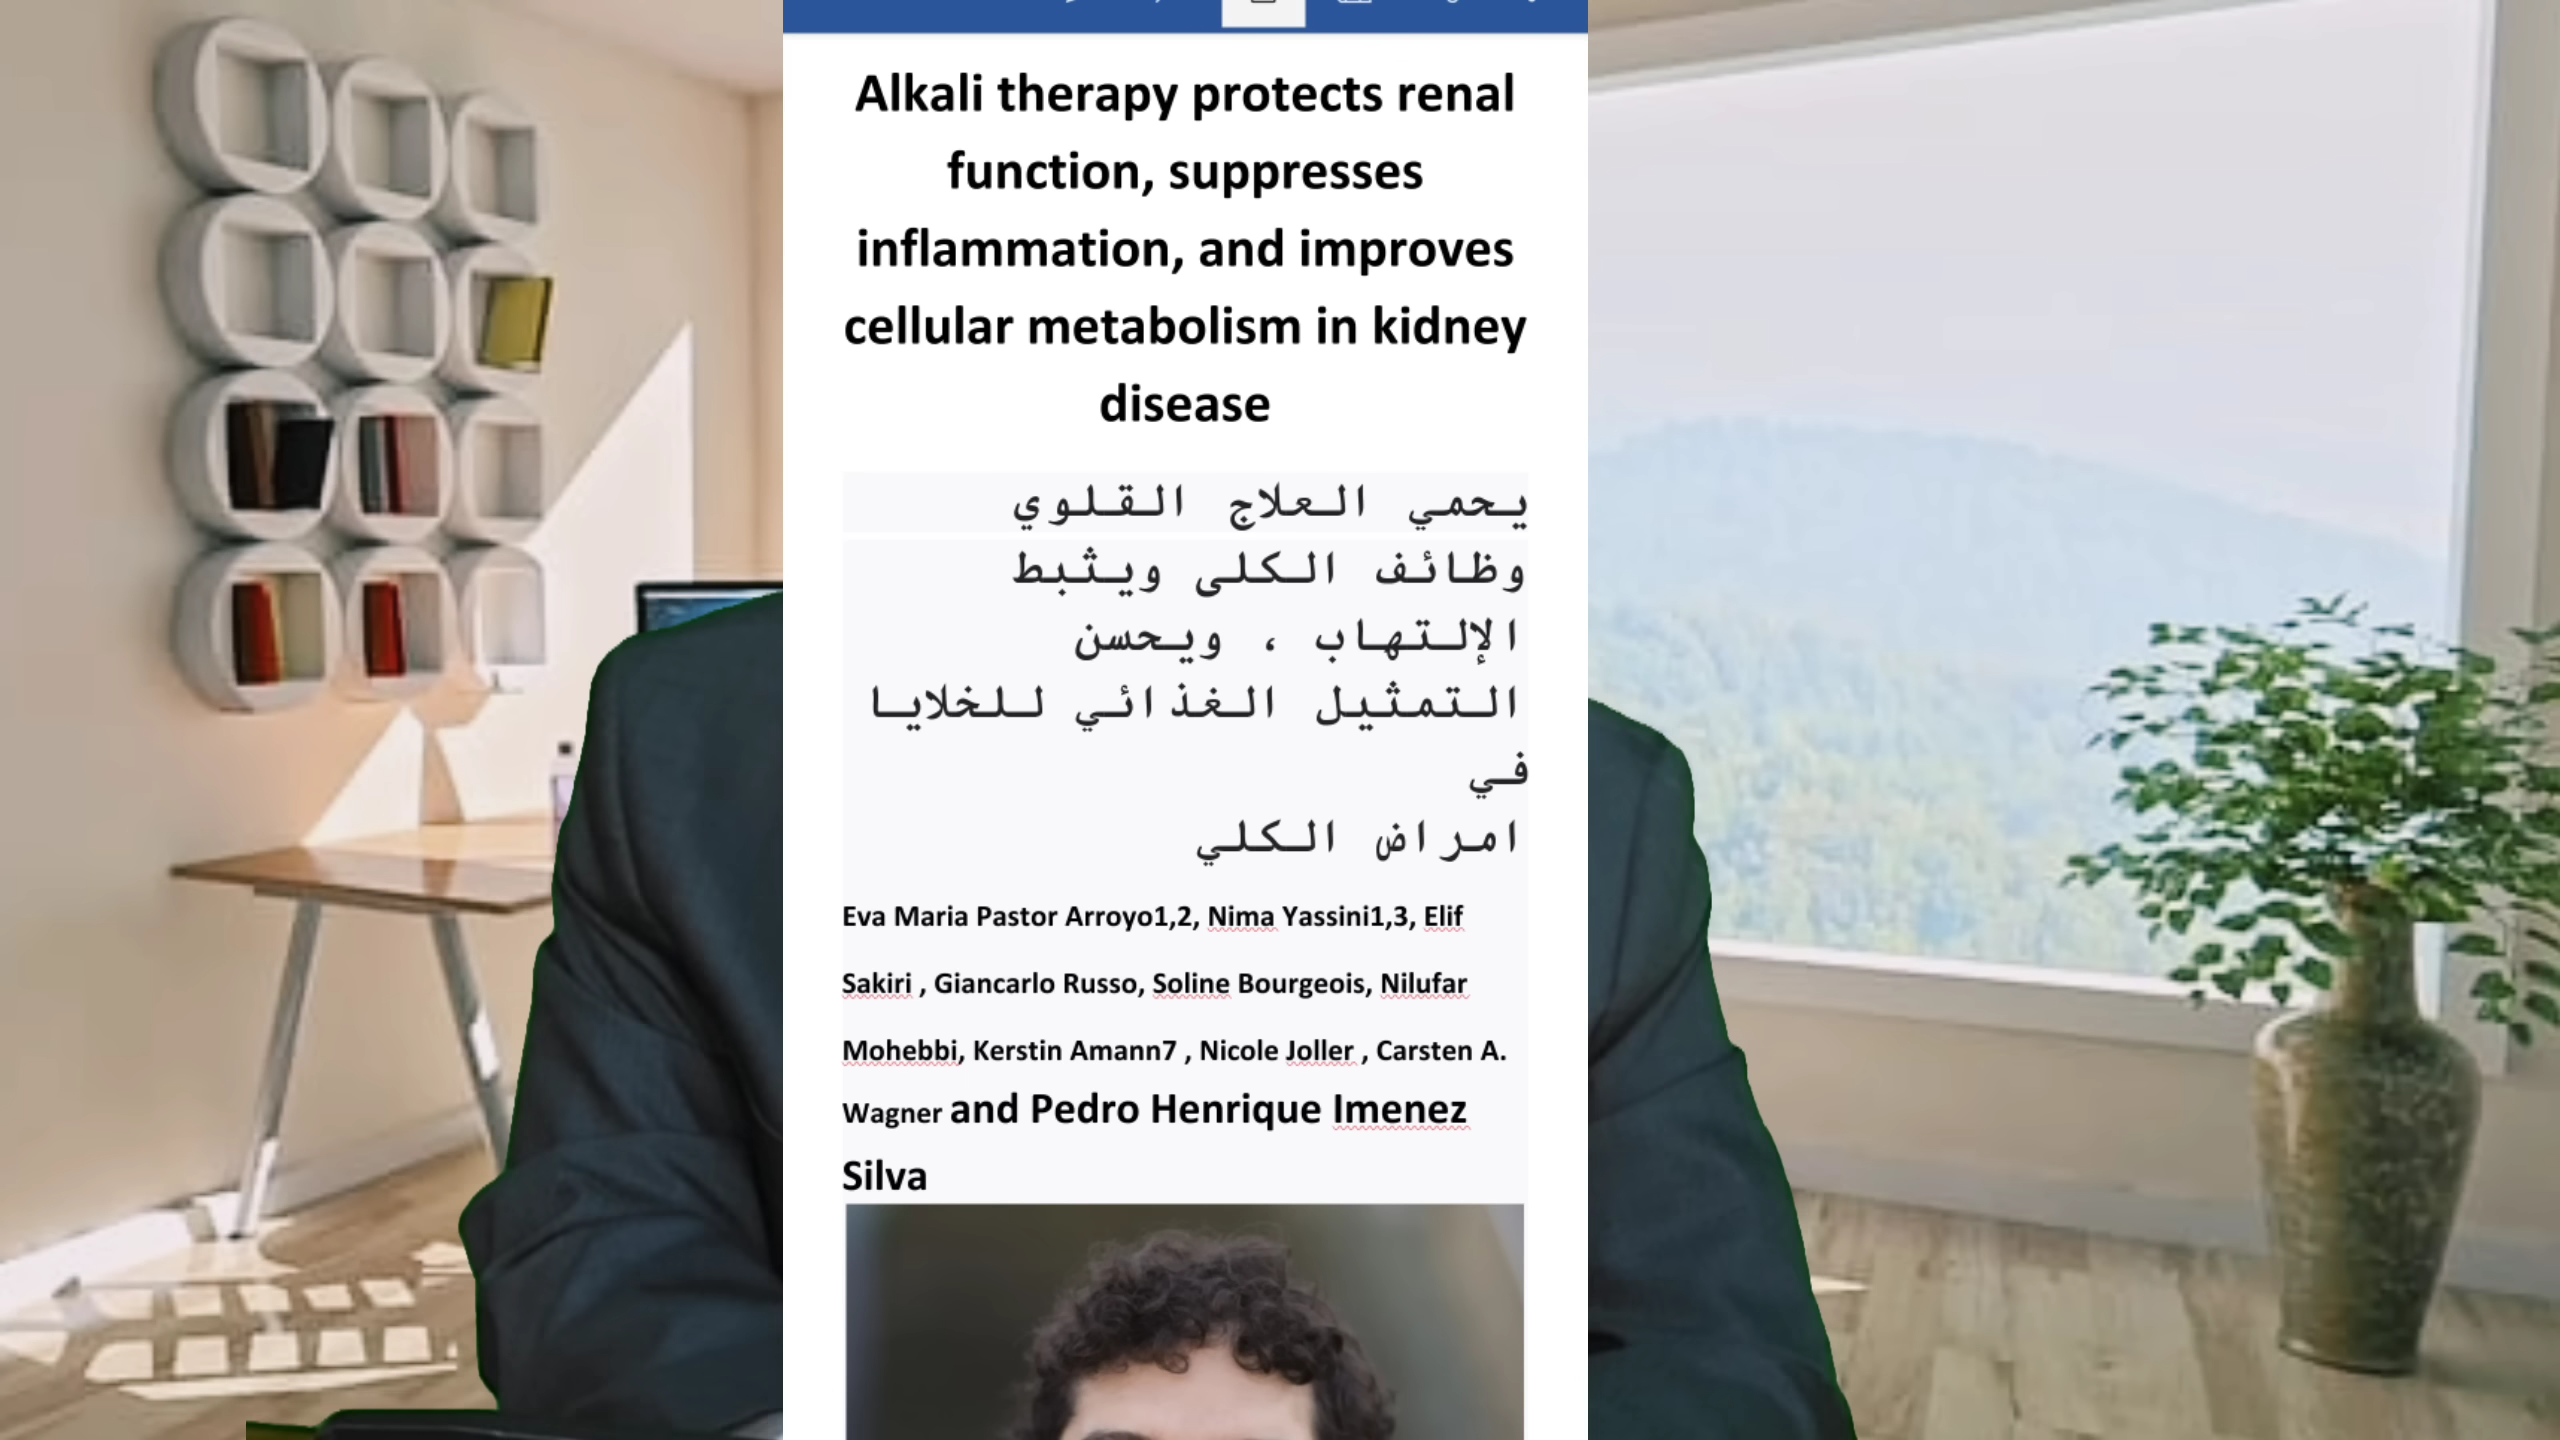 Alkali therapy protects renal
function, suppresses
inflammation, and improves
cellular metabolism in kidney
disease
يحمي العلاج القلوي
وظائف الكلى ويثبط
الإلتهاب ، ويحسن
التمثيل الغذائي للخلايا
في
امراض الكلي
Eva Maria Pastor Arroyo1,2, Nima Yassini1,3, Elif
Sakiri , Giancarlo Russo, Soline Bourgeois, Nilufar
Mohebbi, Kerstin Amann7 , Nicole Joller , Carsten A.
Wagner and Pedro Henrique Imenez
Silva